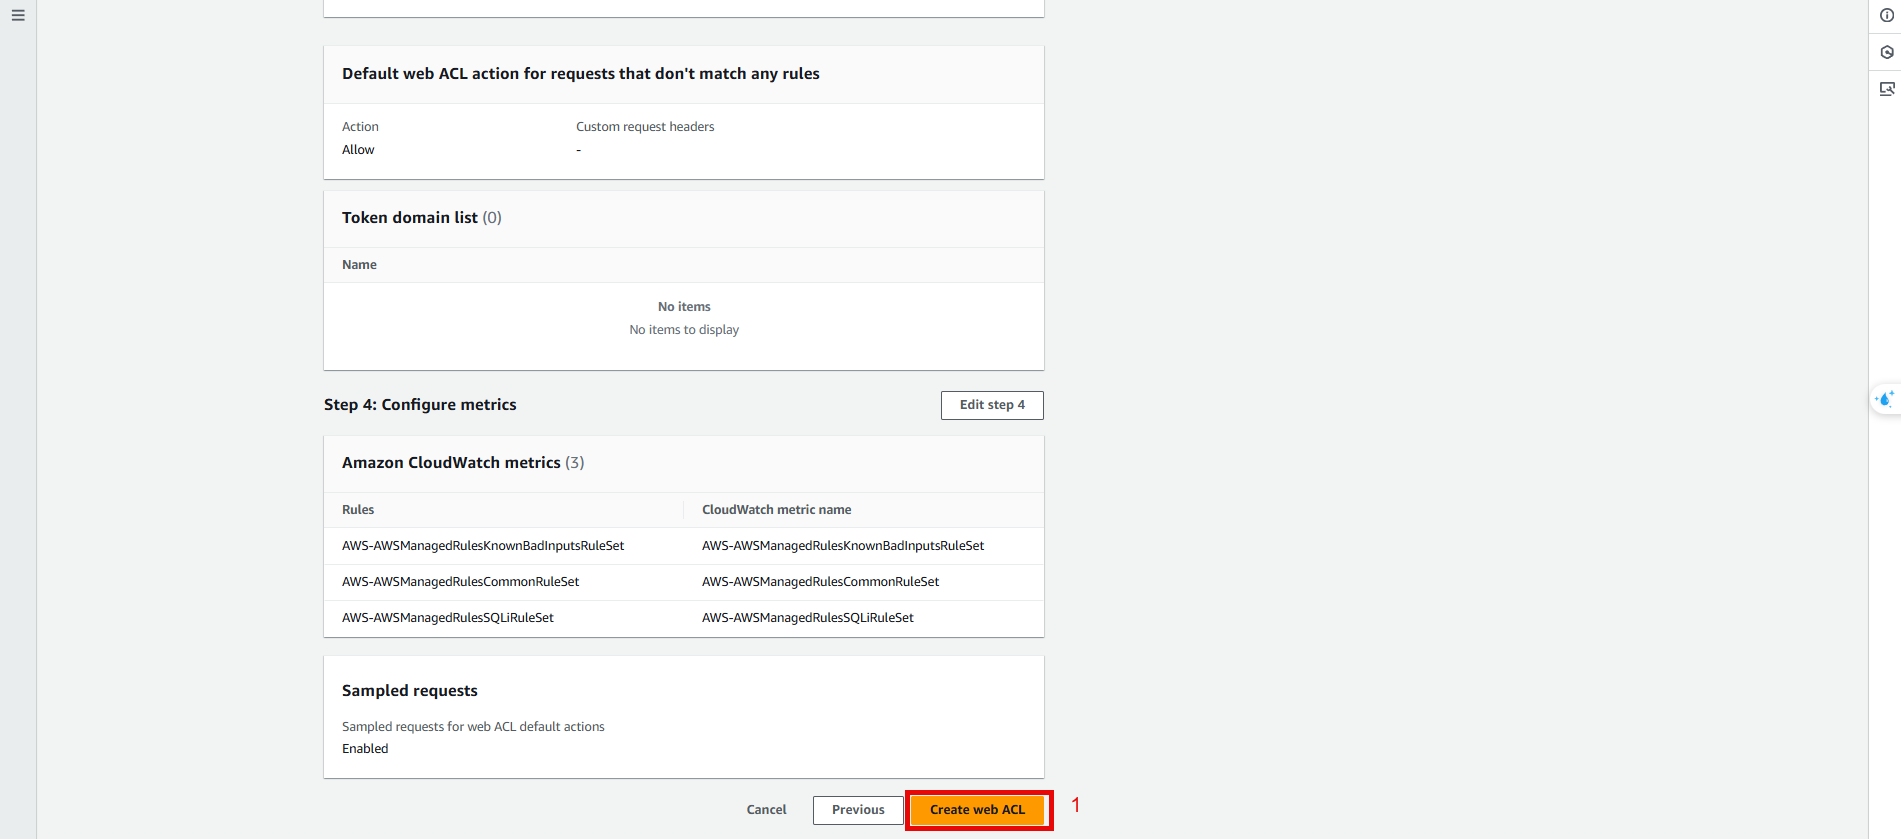 Default web ACL action for requests that don't match any rules
Action Custom request headers
Allow -
Token domain list (0)
Name
No items
No items to display
Step 4: Configure metrics Edit step 4
Amazon CloudWatch metrics (3)
Rules CloudWatch metric name
AWS-AWSManagedRulesKnownBadInputsRuleSet AWS-AWSManagedRulesKnownBadInputsRuleSet
AWS-AWSManagedRulesCommonRuleSet AWS-AWSManagedRulesCommonRuleSet
AWS-AWSManagedRulesSQLiRuleSet AWS-AWSManagedRulesSQLiRuleSet
Sampled requests
Sampled requests for web ACL default actions
Enabled
Cancel Previous Create web ACL 1